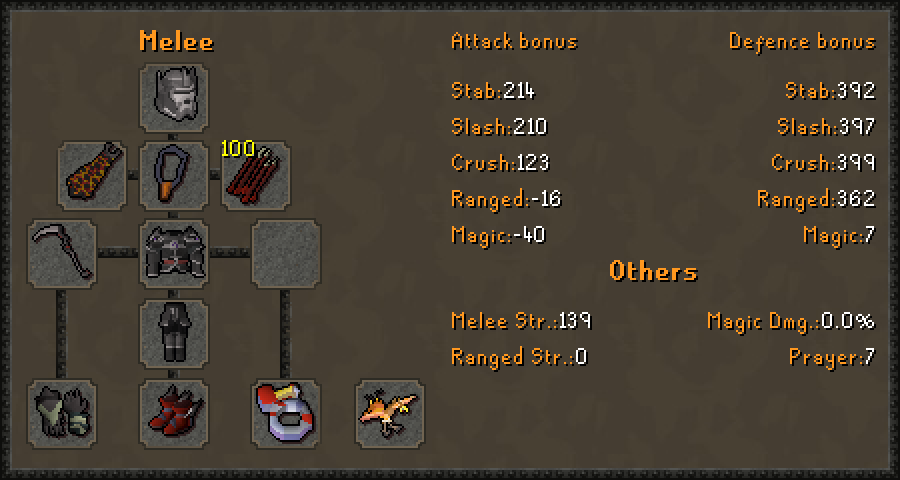 Melee
100
Attack bonus Defence bonus
Stab:214 Stab:392
Slash:210 Slash:397
Crush:123 Crush:399
Ranged:-16 Ranged:362
Magic:-40 Magic:7
Others
Melee Str.:139 Magic Dmg.:0.0%
Ranged Str.:0 Prayer:7